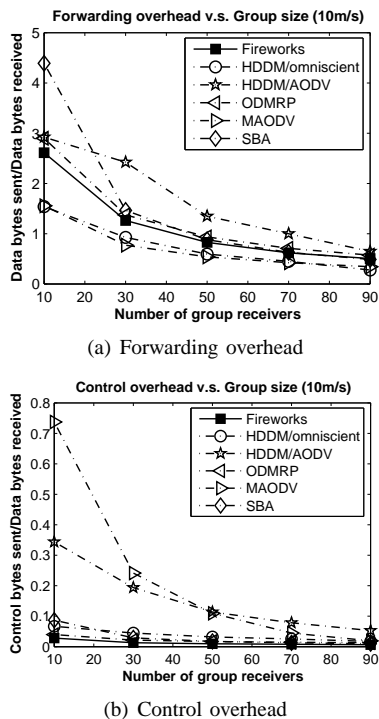 Forwarding overhead v.s. Group size (10m/s)
Data bytes sent/Data bytes received
5
4
3
2
1
0
Fireworks
HDDM/omniscient
HDDM/AODV
ODMRP
MAODV
SBA
10 20 30 40 50 60 70 80 90
Number of group receivers
(a) Forwarding overhead
Control overhead v.s. Group size (10m/s)
Control bytes sent/Data bytes received
0.8
0.7
0.6
0.5
0.4
0.3
0.2
0.1
0
Fireworks
HDDM/omniscient
HDDM/AODV
ODMRP
MAODV
SBA
10 20 30 40 50 60 70 80 90
Number of group receivers
(b) Control overhead